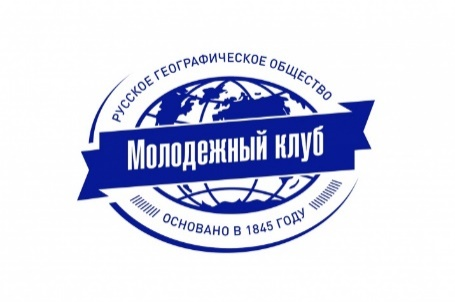 РУССКОЕ ГЕОГРАФИЧЕСКОЕ ОБЩЕСТВО
Молодежный клуб
ОСНОВАНО В 1845 ГОДУ